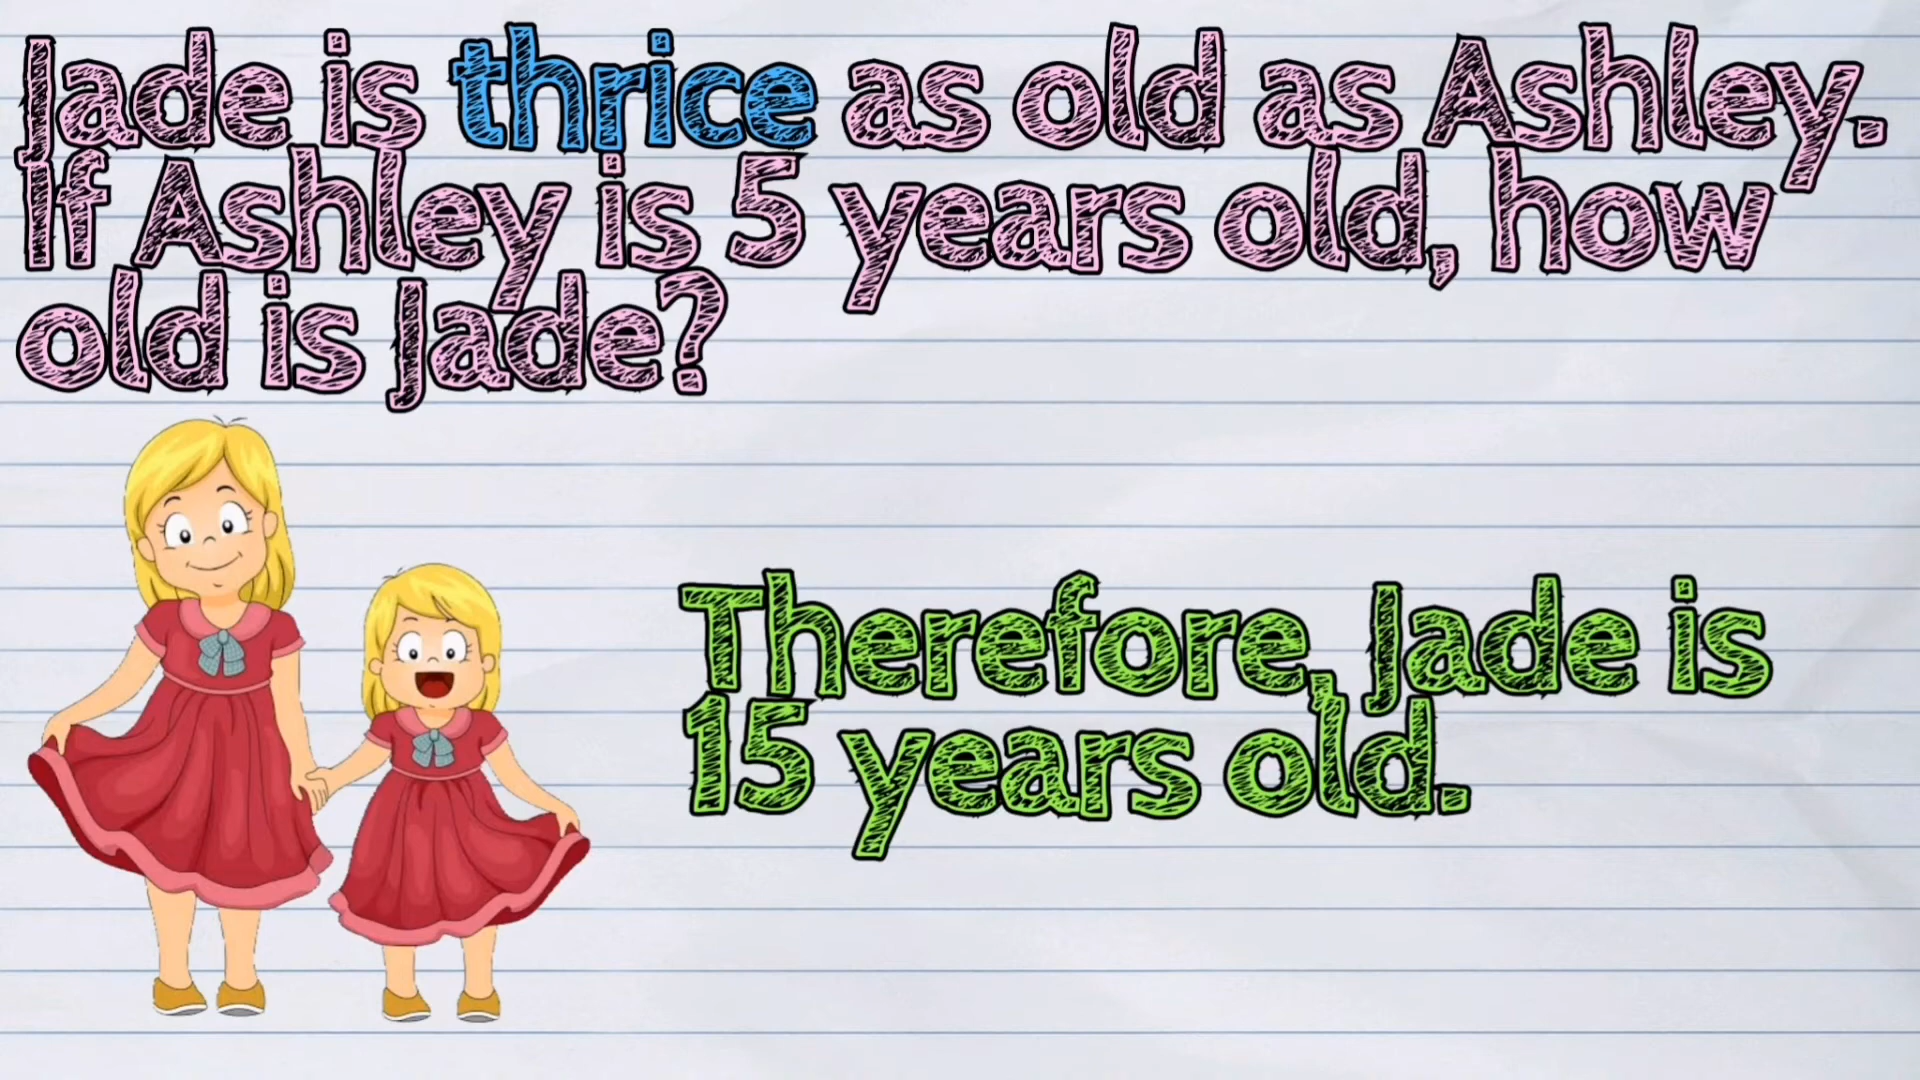 Jade is thrice as old as Ashley.
If Ashley is 5 years old, how
old is Jade?
Therefore, Jade is
15 years old.